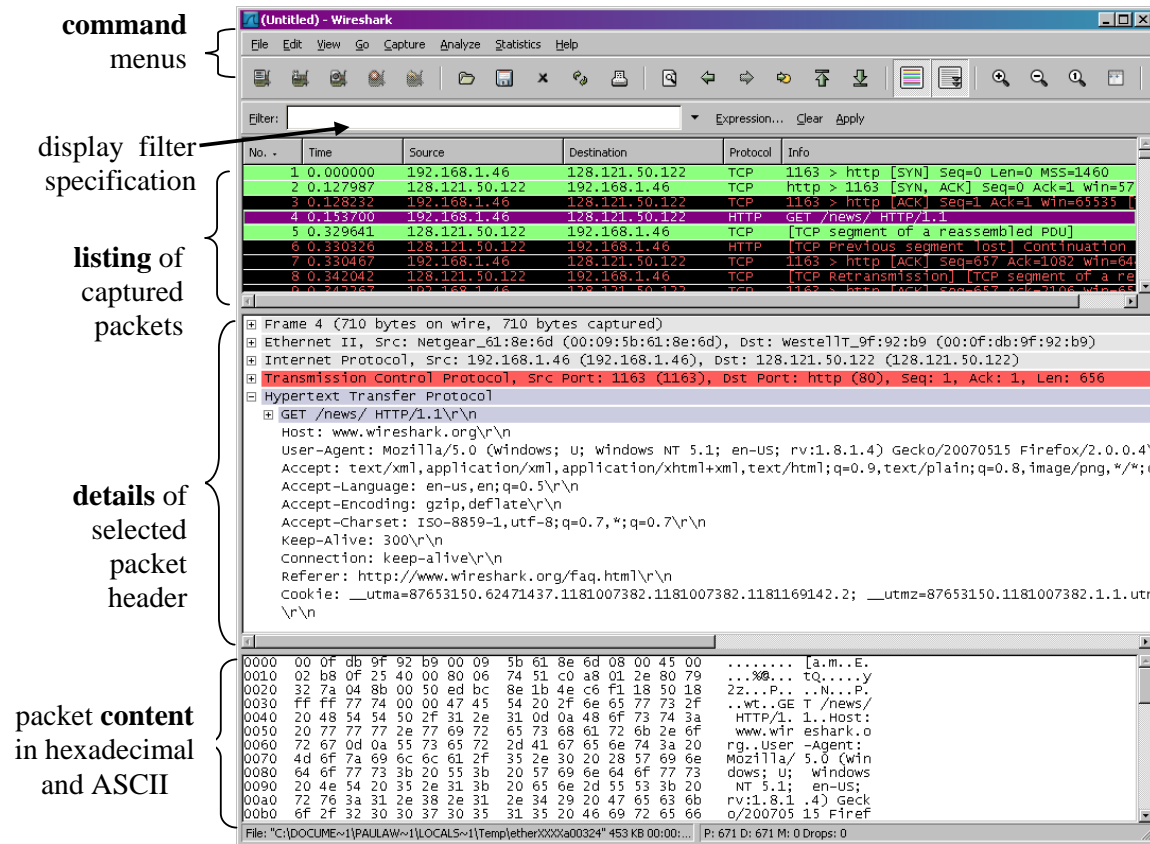 command
menus
display filter
specification
listing of
captured
packets
details of
selected
packet
header
packet content
in hexadecimal
and ASCII
(Untitled) - Wireshark
File Edit View Go Capture Analyze Statistics Help
Filter: Expression... Clear Apply
No. - Time Source Destination Protocol Info
1 0.000000 192.168.1.46 128.121.50.122 TCP 1163 > http [SYN] Seq=0 Len=0 MSS=1460
2 0.127987 128.121.50.122 192.168.1.46 TCP http > 1163 [SYN, ACK] Seq=0 Ack=1 Win=57
3 0.128232 192.168.1.46 128.121.50.122 TCP 1163 > http [ACK] Seq=1 Ack=1 Win=65535 [
4 0.153700 192.168.1.46 128.121.50.122 HTTP GET /news/ HTTP/1.1
5 0.329641 128.121.50.122 192.168.1.46 TCP [TCP segment of a reassembled PDU]
6 0.330326 128.121.50.122 192.168.1.46 HTTP [TCP Previous segment lost] Continuation
7 0.330467 192.168.1.46 128.121.50.122 TCP 1163 > http [ACK] Seq=657 Ack=1082 Win=64
8 0.342042 128.121.50.122 192.168.1.46 TCP [TCP Retransmission] [TCP segment of a re
9 0.342267 192.168.1.46 128.121.50.122 TCP 1163 > http [ACK] Seq=657 Ack=2106 Win=65
Frame 4 (710 bytes on wire, 710 bytes captured)
Ethernet II, Src: Netgear_61:8e:6d (00:09:5b:61:8e:6d), Dst: WestellT_9f:92:b9 (00:0f:db:9f:92:b9)
Internet Protocol, Src: 192.168.1.46 (192.168.1.46), Dst: 128.121.50.122 (128.121.50.122)
Transmission Control Protocol, Src Port: 1163 (1163), Dst Port: http (80), Seq: 1, Ack: 1, Len: 656
Hypertext Transfer Protocol
GET /news/ HTTP/1.1\r\n
Host: www.wireshark.org\r\n
User-Agent: Mozilla/5.0 (Windows; U; Windows NT 5.1; en-US; rv:1.8.1.4) Gecko/20070515 Firefox/2.0.0.4\
Accept: text/xml,application/xml,application/xhtml+xml,text/html;q=0.9,text/plain;q=0.8,image/png,*/*;q
Accept-Language: en-us,en;q=0.5\r\n
Accept-Encoding: gzip,deflate\r\n
Accept-Charset: ISO-8859-1,utf-8;q=0.7,*;q=0.7\r\n
Keep-Alive: 300\r\n
Connection: keep-alive\r\n
Referer: http://www.wireshark.org/faq.html\r\n
Cookie: __utma=87653150.62471437.1181007382.1181007382.1181169142.2; __utmz=87653150.1181007382.1.1.utm
\r\n
0000 00 0f db 9f 92 b9 00 09 5b 61 8e 6d 08 00 45 00 ........ [a.m..E.
0010 02 b8 0f 25 40 00 80 06 74 51 c0 a8 01 2e 80 79 ...%@... tQ.....y
0020 32 7a 04 8b 00 50 ed bc 8e 1b 4e c6 f1 18 50 18 2z...P.. ..N...P.
0030 ff ff 77 74 00 00 47 45 54 20 2f 6e 65 77 73 2f ..wt..GE T /news/
0040 20 48 54 54 50 2f 31 2e 31 0d 0a 48 6f 73 74 3a HTTP/1. 1..Host:
0050 20 77 77 77 2e 77 69 72 65 73 68 61 72 6b 2e 6f www.wir eshark.o
0060 72 67 0d 0a 55 73 65 72 2d 41 67 65 6e 74 3a 20 rg..User -Agent:
0070 4d 6f 7a 69 6c 6c 61 2f 35 2e 30 20 28 57 69 6e Mozilla/ 5.0 (Win
0080 64 6f 77 73 3b 20 55 3b 20 57 69 6e 64 6f 77 73 dows; U; Windows
0090 20 4e 54 20 35 2e 31 3b 20 65 6e 2d 55 53 3b 20 NT 5.1; en-US;
00a0 72 76 3a 31 2e 38 2e 31 2e 34 29 20 47 65 63 6b rv:1.8.1 .4) Geck
00b0 6f 2f 32 30 30 37 30 35 31 35 20 46 69 72 65 66 o/200705 15 Firef
File: "C:\DOCUME~1\PAULAW~1\LOCALS~1\Temp\etherXXXXa00324" 453 KB 00:00:... P: 671 D: 671 M: 0 Drops: 0